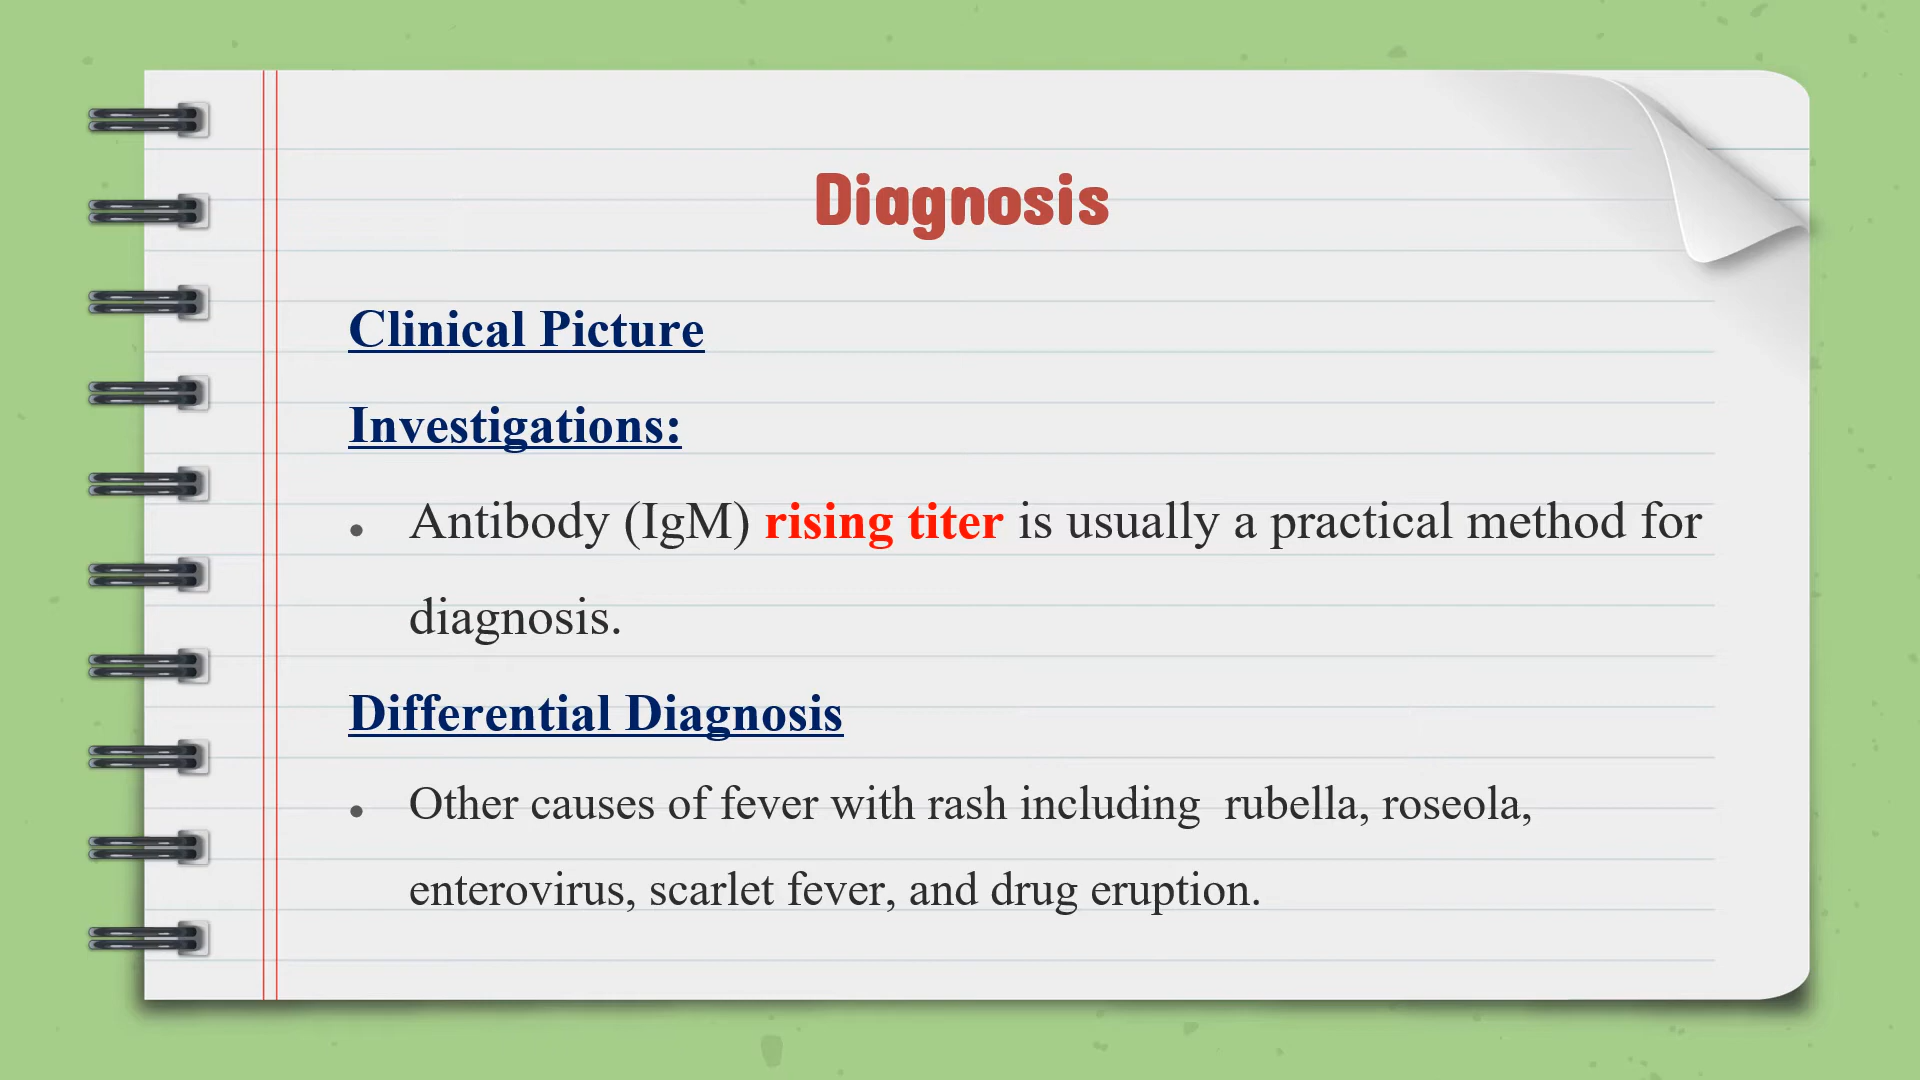 Diagnosis
Clinical Picture
Investigations:
• Antibody (IgM) rising titer is usually a practical method for
diagnosis.
Differential Diagnosis
• Other causes of fever with rash including  rubella, roseola,
enterovirus, scarlet fever, and drug eruption.